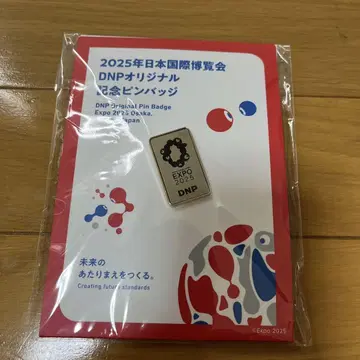 2025年日本国際博覧会
DNPオリジナル
記念ピンバッジ
DNP Original Pin Badge
Expo 2025 Osaka,
Japan
EXPO
2025
DNP
未来の
あたりまえをつくる。
Creating future standards
©Expo 2025